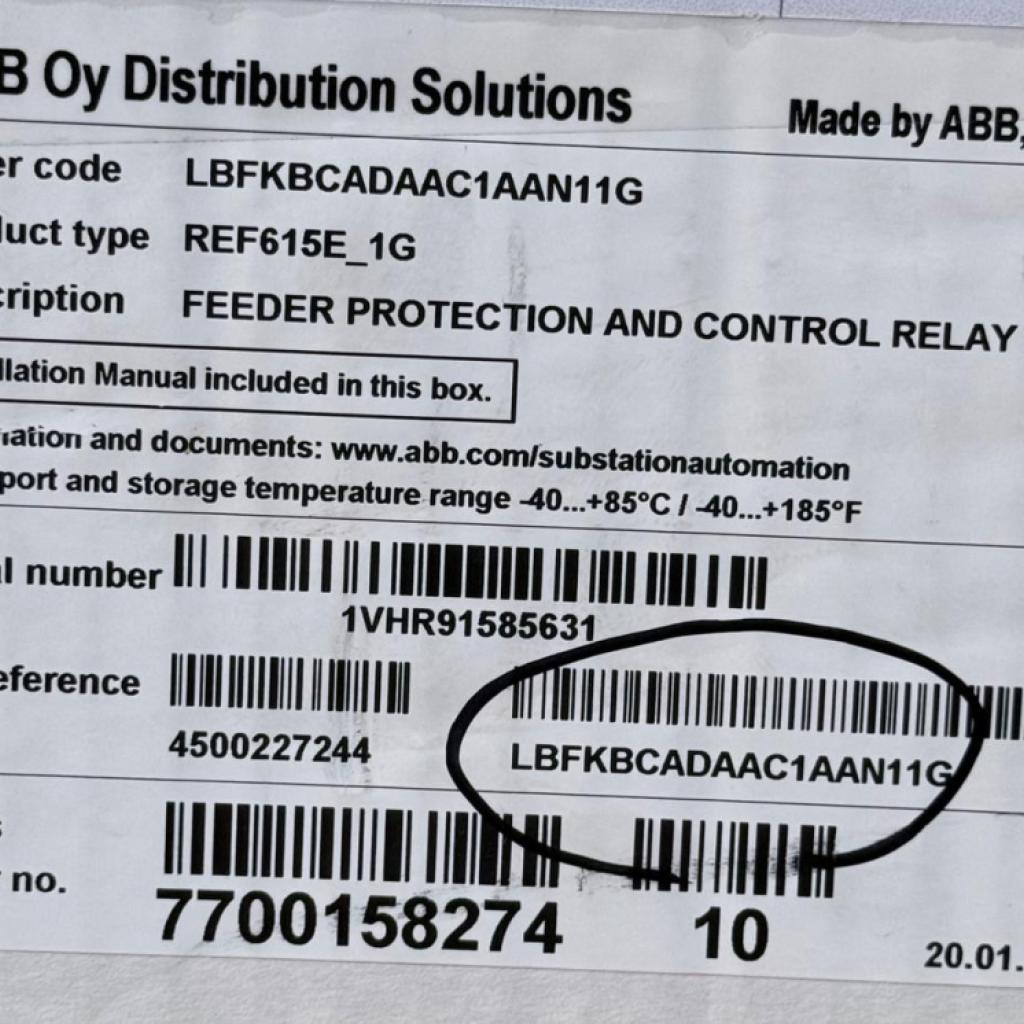 B Oy Distribution Solutions
Made by ABB,
er code LBFKBCADAAC1AAN11G
uct type REF615E_1G
cription FEEDER PROTECTION AND CONTROL RELAY
llation Manual included in this box.
ation and documents: www.abb.com/substationautomation
port and storage temperature range -40...+85°C / -40...+185°F
l number
1VHR91585631
eference
4500227244 LBFKBCADAAC1AAN11G
s
no.
7700158274 10
20.01.